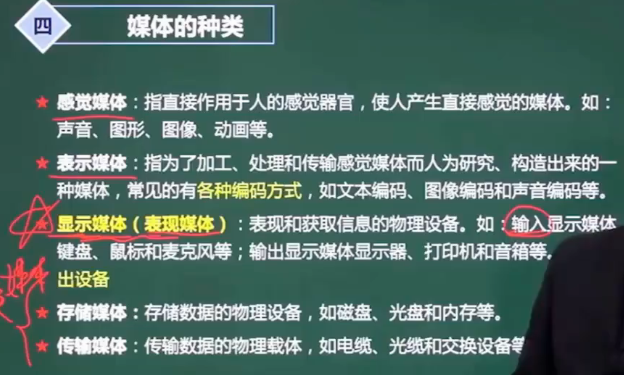 四 媒体的种类
★ 感觉媒体：指直接作用于人的感觉器官，使人产生直接感觉的媒体。如：
声音、图形、图像、动画等。
★ 表示媒体：指为了加工、处理和传输感觉媒体而人为研究、构造出来的一
种媒体，常见的有各种编码方式，如文本编码、图像编码和声音编码等。
★ 显示媒体（表现媒体）：表现和获取信息的物理设备。如：输入显示媒体
键盘、鼠标和麦克风等；输出显示媒体显示器、打印机和音箱等。
出设备
★ 存储媒体：存储数据的物理设备，如磁盘、光盘和内存等。
★ 传输媒体：传输数据的物理载体，如电缆、光缆和交换设备等